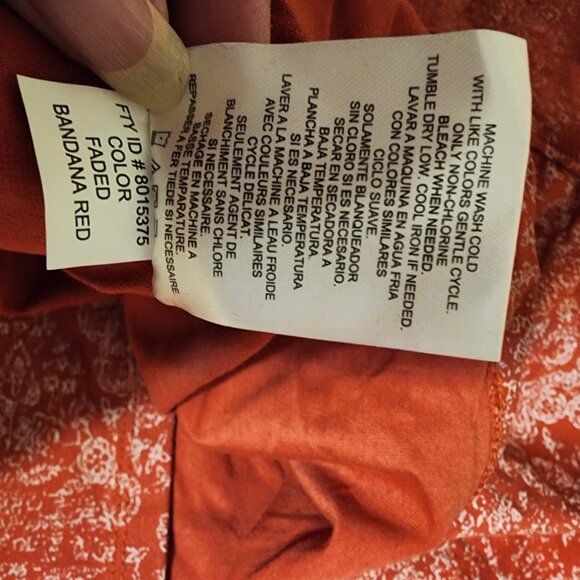 MACHINE WASH COLD
WITH LIKE COLORS GENTLE CYCLE.
ONLY NON-CHLORINE
BLEACH WHEN NEEDED.
TUMBLE DRY LOW, COOL IRON IF NEEDED.
LAVAR A MAQUINA EN AGUA FRIA
CON COLORES SIMILARES
CICLO SUAVE.
SOLAMENTE BLANQUEADOR
SIN CLORO SI ES NECESARIO.
SECAR EN SECADORA A
BAJA TEMPERATURA.
PLANCHA A BAJA TEMPERATURA
SI ES NECESARIO.
LAVER A LA MACHINE A LEAU FROIDE
AVEC COULEURS SIMILAIRES
CYCLE DELICAT.
SEULEMENT AGENT DE
BLANCHIMENT SANS CHLORE
SI NECESSAIRE.
SECHAGE EN MACHINE A
BASSE TEMPERATURE.
REPASSER A FER TIEDE SI NECESSAIRE
FTY ID # 8015375
COLOR
FADED
BANDANA RED